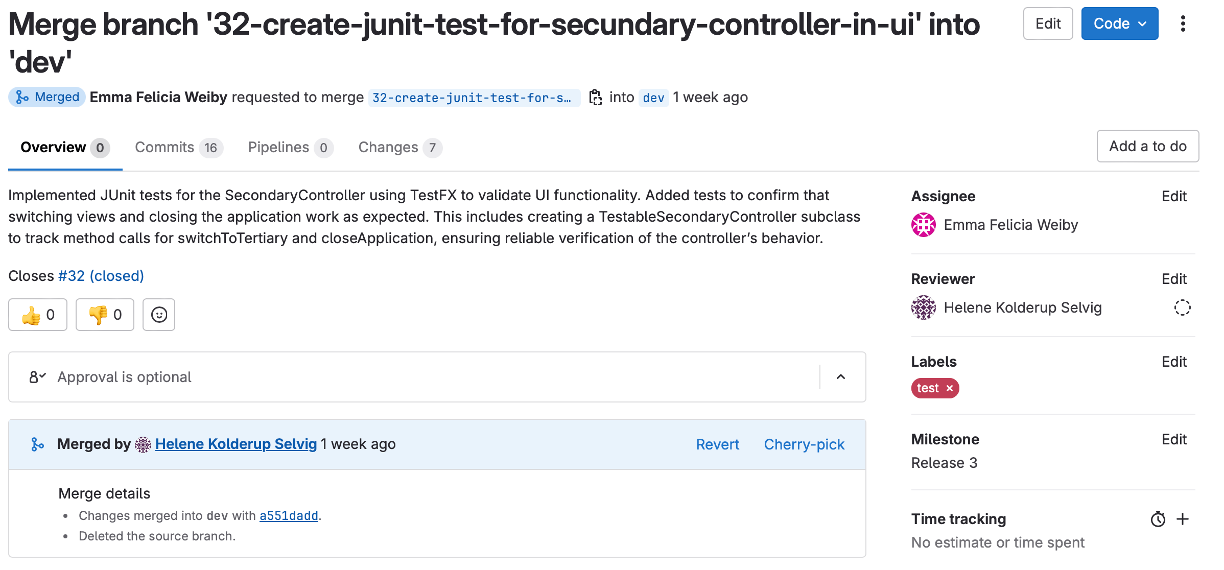 Merge branch '32-create-junit-test-for-secundary-controller-in-ui' into
'dev'
Edit
Code
Merged Emma Felicia Weiby requested to merge 32-create-junit-test-for-s… into dev 1 week ago
Overview 0 Commits 16 Pipelines 0 Changes 7
Add a to do
Implemented JUnit tests for the SecondaryController using TestFX to validate UI functionality. Added tests to confirm that
switching views and closing the application work as expected. This includes creating a TestableSecondaryController subclass
to track method calls for switchToTertiary and closeApplication, ensuring reliable verification of the controller's behavior.
Closes #32 (closed)
👍 0 👎 0
Approval is optional
Merged by Helene Kolderup Selvig 1 week ago
Revert Cherry-pick
Merge details
• Changes merged into dev with a551dadd.
• Deleted the source branch.
Assignee Edit
Emma Felicia Weiby
Reviewer Edit
Helene Kolderup Selvig
Labels Edit
test ×
Milestone Edit
Release 3
Time tracking
No estimate or time spent